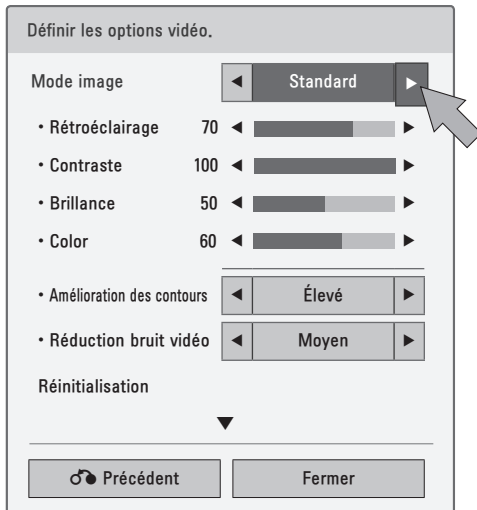 Définir les options vidéo.
Mode image ◄ Standard ►
• Rétroéclairage 70 ◄ ►
• Contraste 100 ◄ ►
• Brillance 50 ◄ ►
• Color 60 ◄ ►
• Amélioration des contours ◄ Élevé ►
• Réduction bruit vidéo ◄ Moyen ►
Réinitialisation
▼
Précédent Fermer